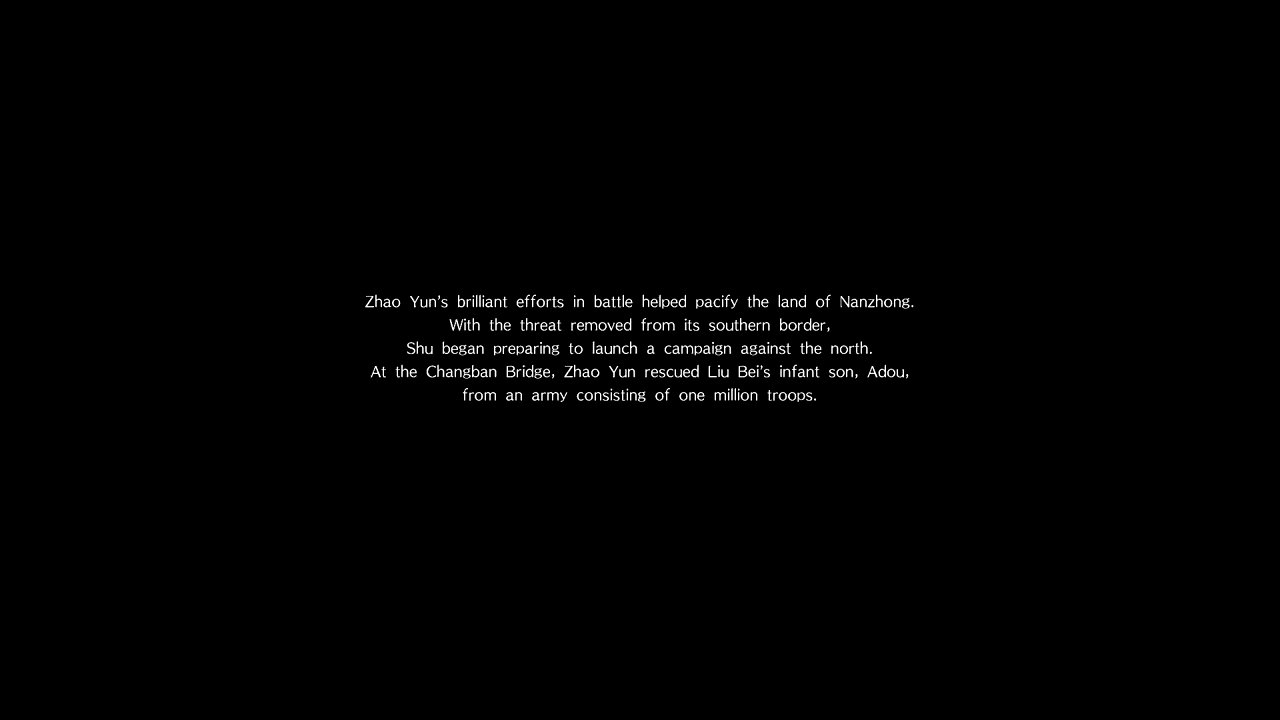 Zhao Yun’s brilliant efforts in battle helped pacify the land of Nanzhong.
With the threat removed from its southern border,
Shu began preparing to launch a campaign against the north.
At the Changban Bridge, Zhao Yun rescued Liu Bei’s infant son, Adou,
from an army consisting of one million troops.